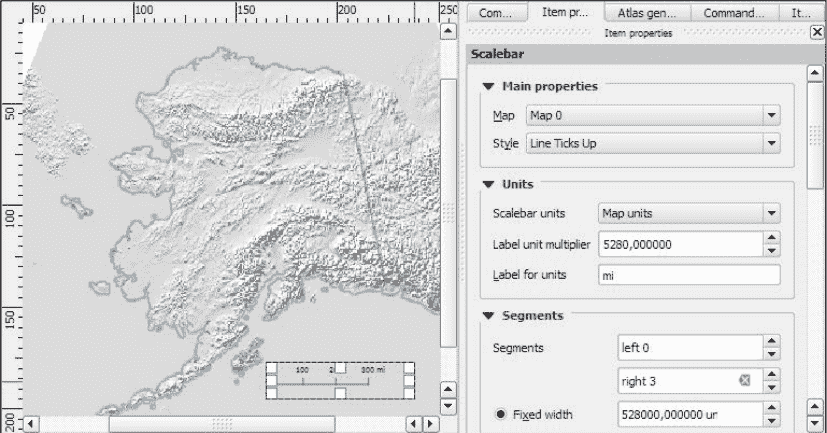 50 100 150 200 250
50
100
150
200
100 2 300 mi
Com... Item pr... Atlas gen... Command... It...
Item properties
Scalebar
Main properties
Map Map 0
Style Line Ticks Up
Units
Scalebar units Map units
Label unit multiplier 5280,000000
Label for units mi
Segments
Segments left 0
right 3
Fixed width 528000,000000 ur